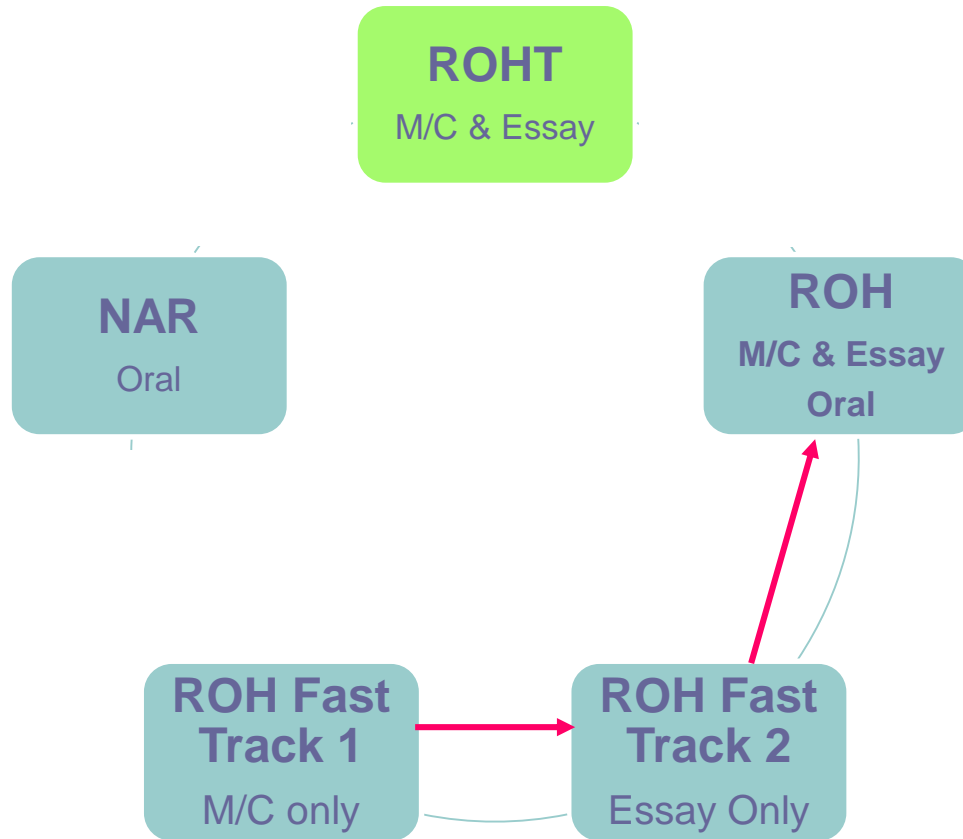 ROHT
M/C & Essay
NAR
Oral
ROH
M/C & Essay
Oral
ROH Fast
Track 1
M/C only
ROH Fast
Track 2
Essay Only